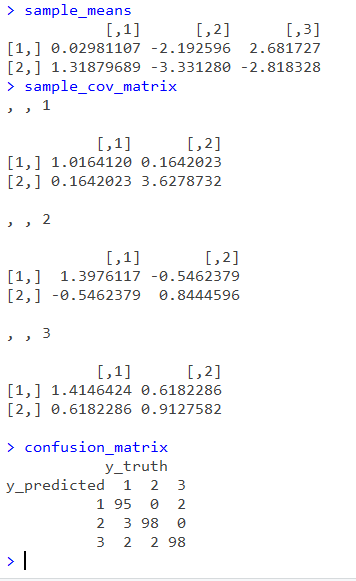 > sample_means
           [,1]      [,2]      [,3]
[1,] 0.02981107 -2.192596  2.681727
[2,] 1.31879689 -3.331280 -2.818328
> sample_cov_matrix
, , 1

          [,1]      [,2]
[1,] 1.0164120 0.1642023
[2,] 0.1642023 3.6278732

, , 2

           [,1]       [,2]
[1,]  1.3976117 -0.5462379
[2,] -0.5462379  0.8444596

, , 3

          [,1]      [,2]
[1,] 1.4146424 0.6182286
[2,] 0.6182286 0.9127582

> confusion_matrix
           y_truth
y_predicted  1  2  3
          1 95  0  2
          2  3 98  0
          3  2  2 98
>